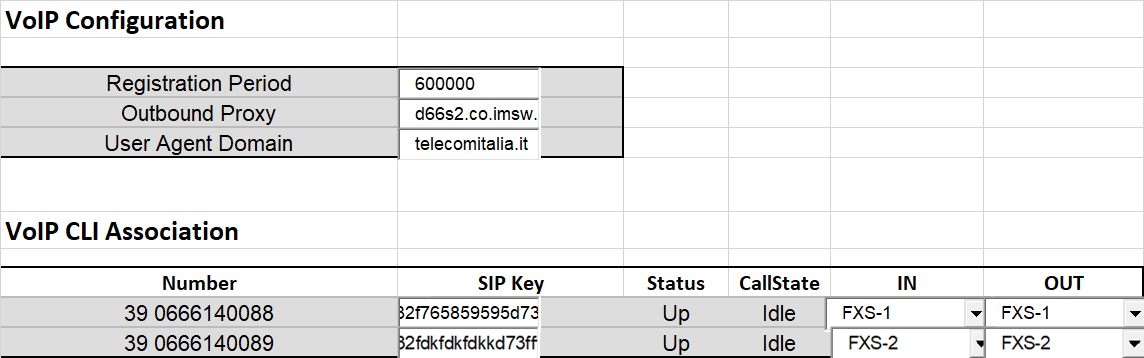 VoIP Configuration
Registration Period 600000
Outbound Proxy d66s2.co.imsw.
User Agent Domain telecomitalia.it
VoIP CLI Association
Number SIP Key Status CallState IN OUT
39 0666140088 32f765859595d73 Up Idle FXS-1 FXS-1
39 0666140089 32fdkfdkfdkkd73ff Up Idle FXS-2 FXS-2